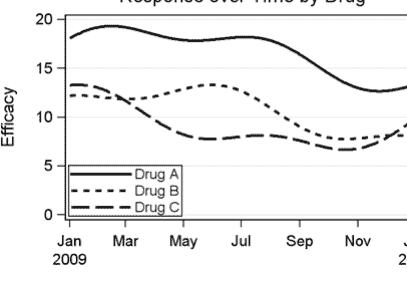 Response over Time by Drug
20
15
10
5
0
Efficacy
Drug A
Drug B
Drug C
Jan Mar May Jul Sep Nov J
2009 2